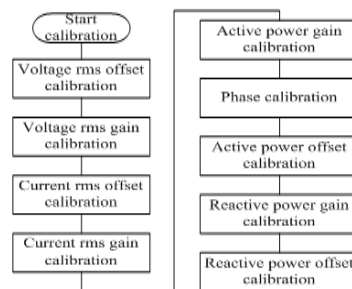 Start
calibration
Voltage rms offset
calibration
Voltage rms gain
calibration
Current rms offset
calibration
Current rms gain
calibration
Active power gain
calibration
Phase calibration
Active power offset
calibration
Reactive power gain
calibration
Reactive power offset
calibration